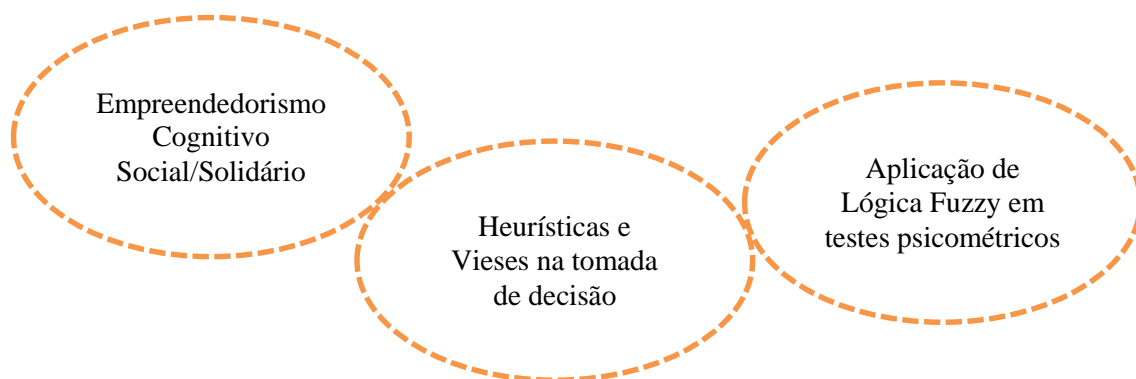 Empreendedorismo
Cognitivo
Social/Solidário
Heurísticas e
Vieses na tomada
de decisão
Aplicação de
Lógica Fuzzy em
testes psicométricos